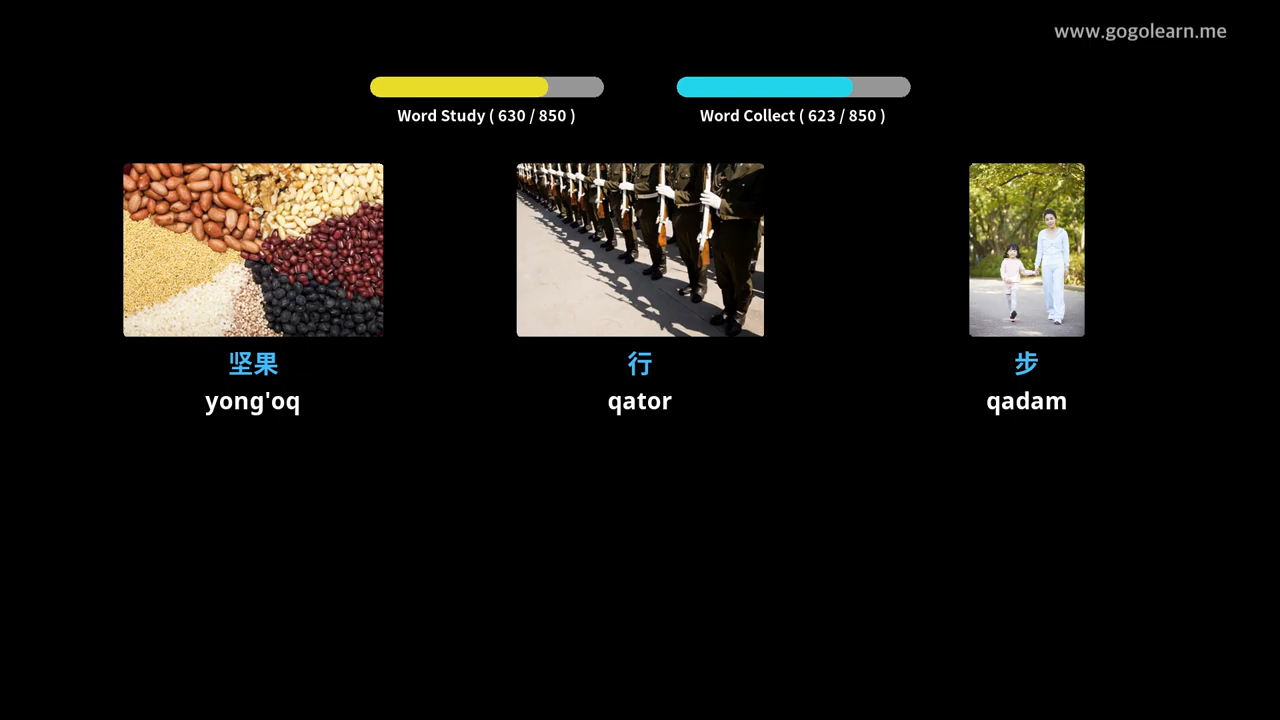 www.gogolearn.me
Word Study ( 630 / 850 )
Word Collect ( 623 / 850 )
坚果
yong'oq
行
qator
步
qadam